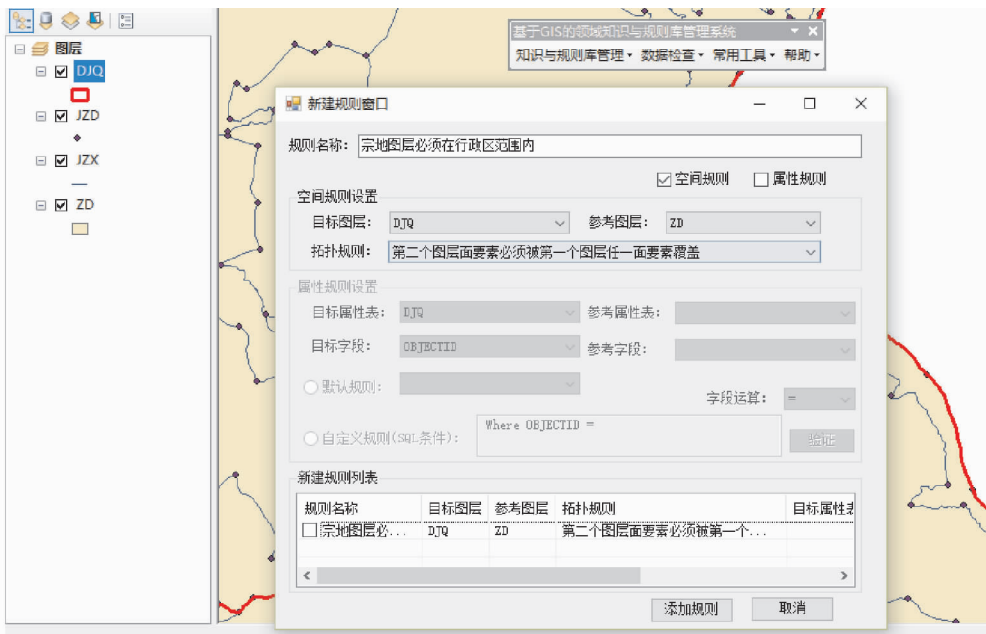 图层
DJQ
JZD
JZX
ZD
基于GIS的领域知识与规则库管理系统
知识与规则库管理 数据检查 常用工具 帮助
新建规则窗口
规则名称: 宗地图层必须在行政区范围内
空间规则 属性规则
空间规则设置
目标图层: DJQ 参考图层: ZD
拓扑规则: 第二个图层面要素必须被第一个图层任一面要素覆盖
属性规则设置
目标属性表: DJQ 参考属性表:
目标字段: OBJECTID 参考字段:
默认规则:
字段运算: =
自定义规则(SQL条件): Where OBJECTID =
验证
新建规则列表
规则名称 目标图层 参考图层 拓扑规则 目标属性表
宗地图层必... DJQ ZD 第二个图层面要素必须被第一个...
添加规则 取消